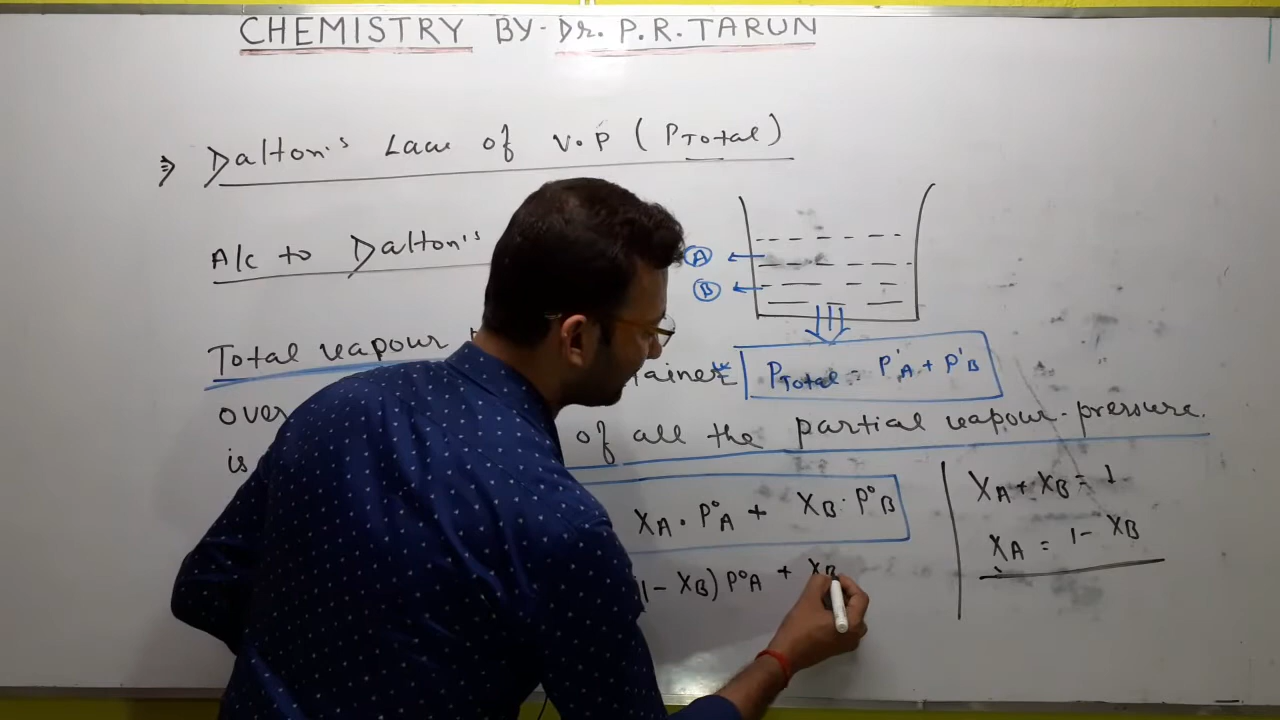 CHEMISTRY BY- Dr. P. R. TARUN
⇒ Dalton's Law of V.P ( PTotal )
A/c to Dalton's
A
B
Total vapour
PTotal = P'A + P'B
over of all the partial vapour-pressure.
is
XA · P°A + XB · P°B
XA + XB = 1
XA = 1 - XB
(1 - XB) P°A + XB